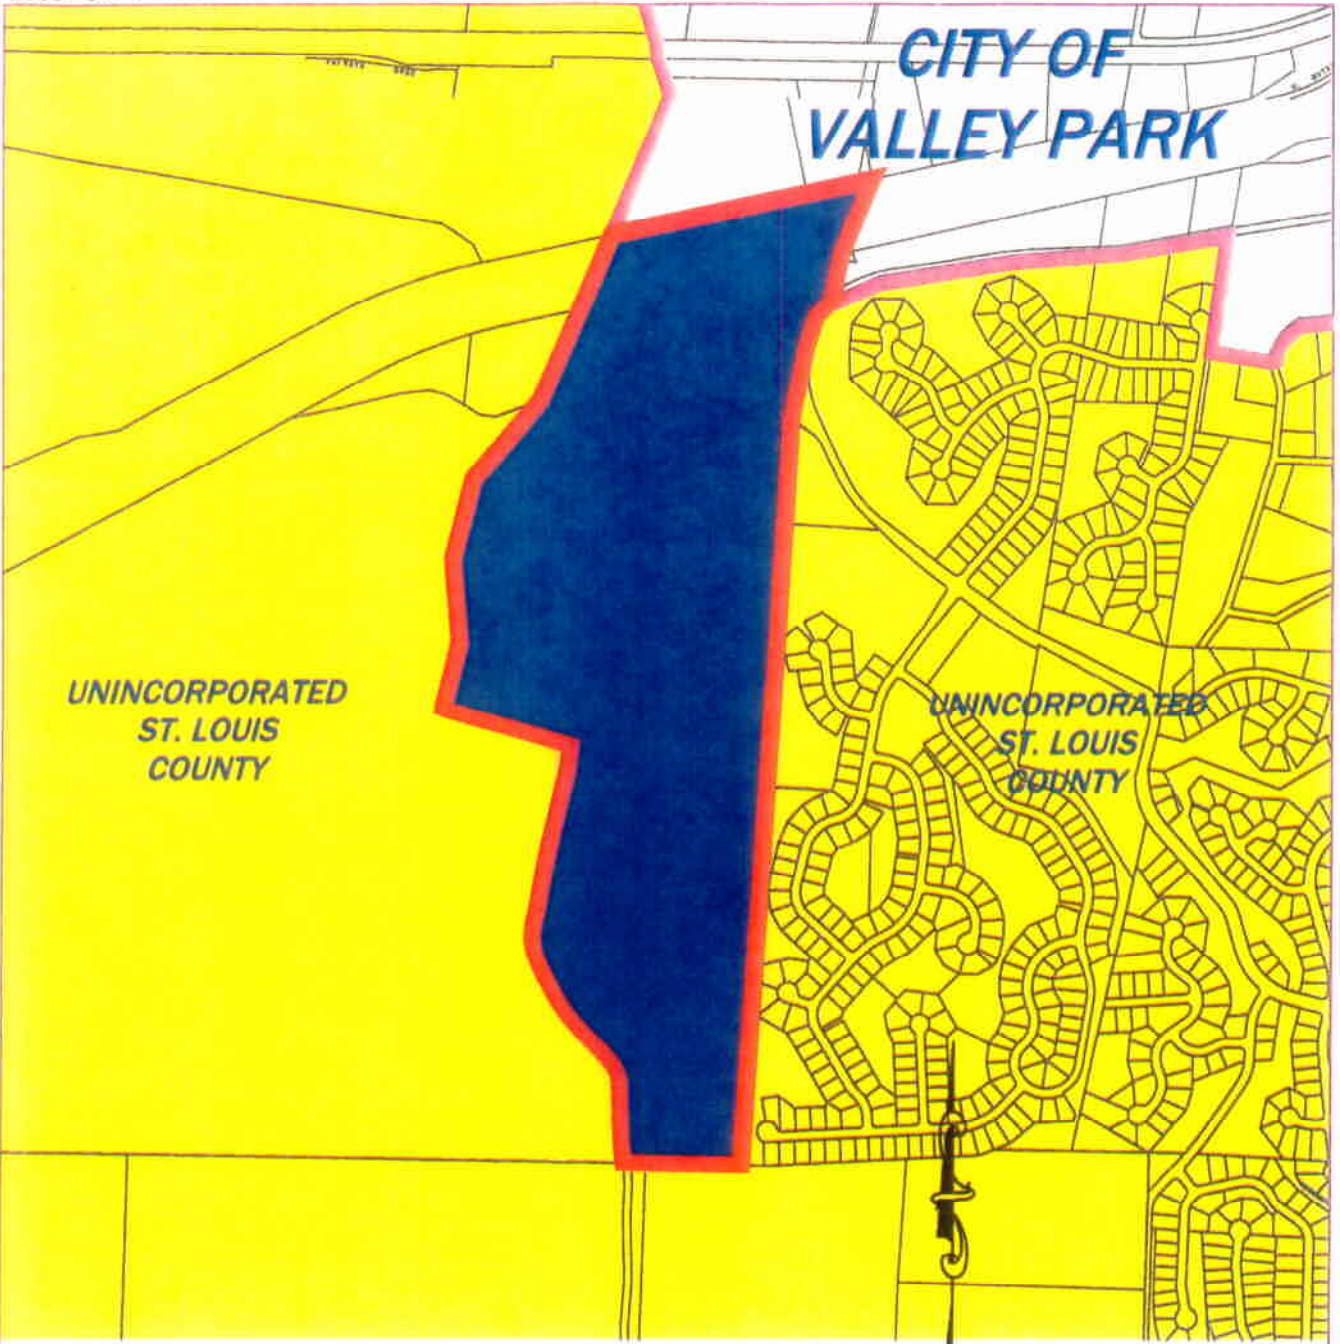 CITY OF
VALLEY PARK
UNINCORPORATED
ST. LOUIS
COUNTY
UNINCORPORATED
ST. LOUIS
COUNTY